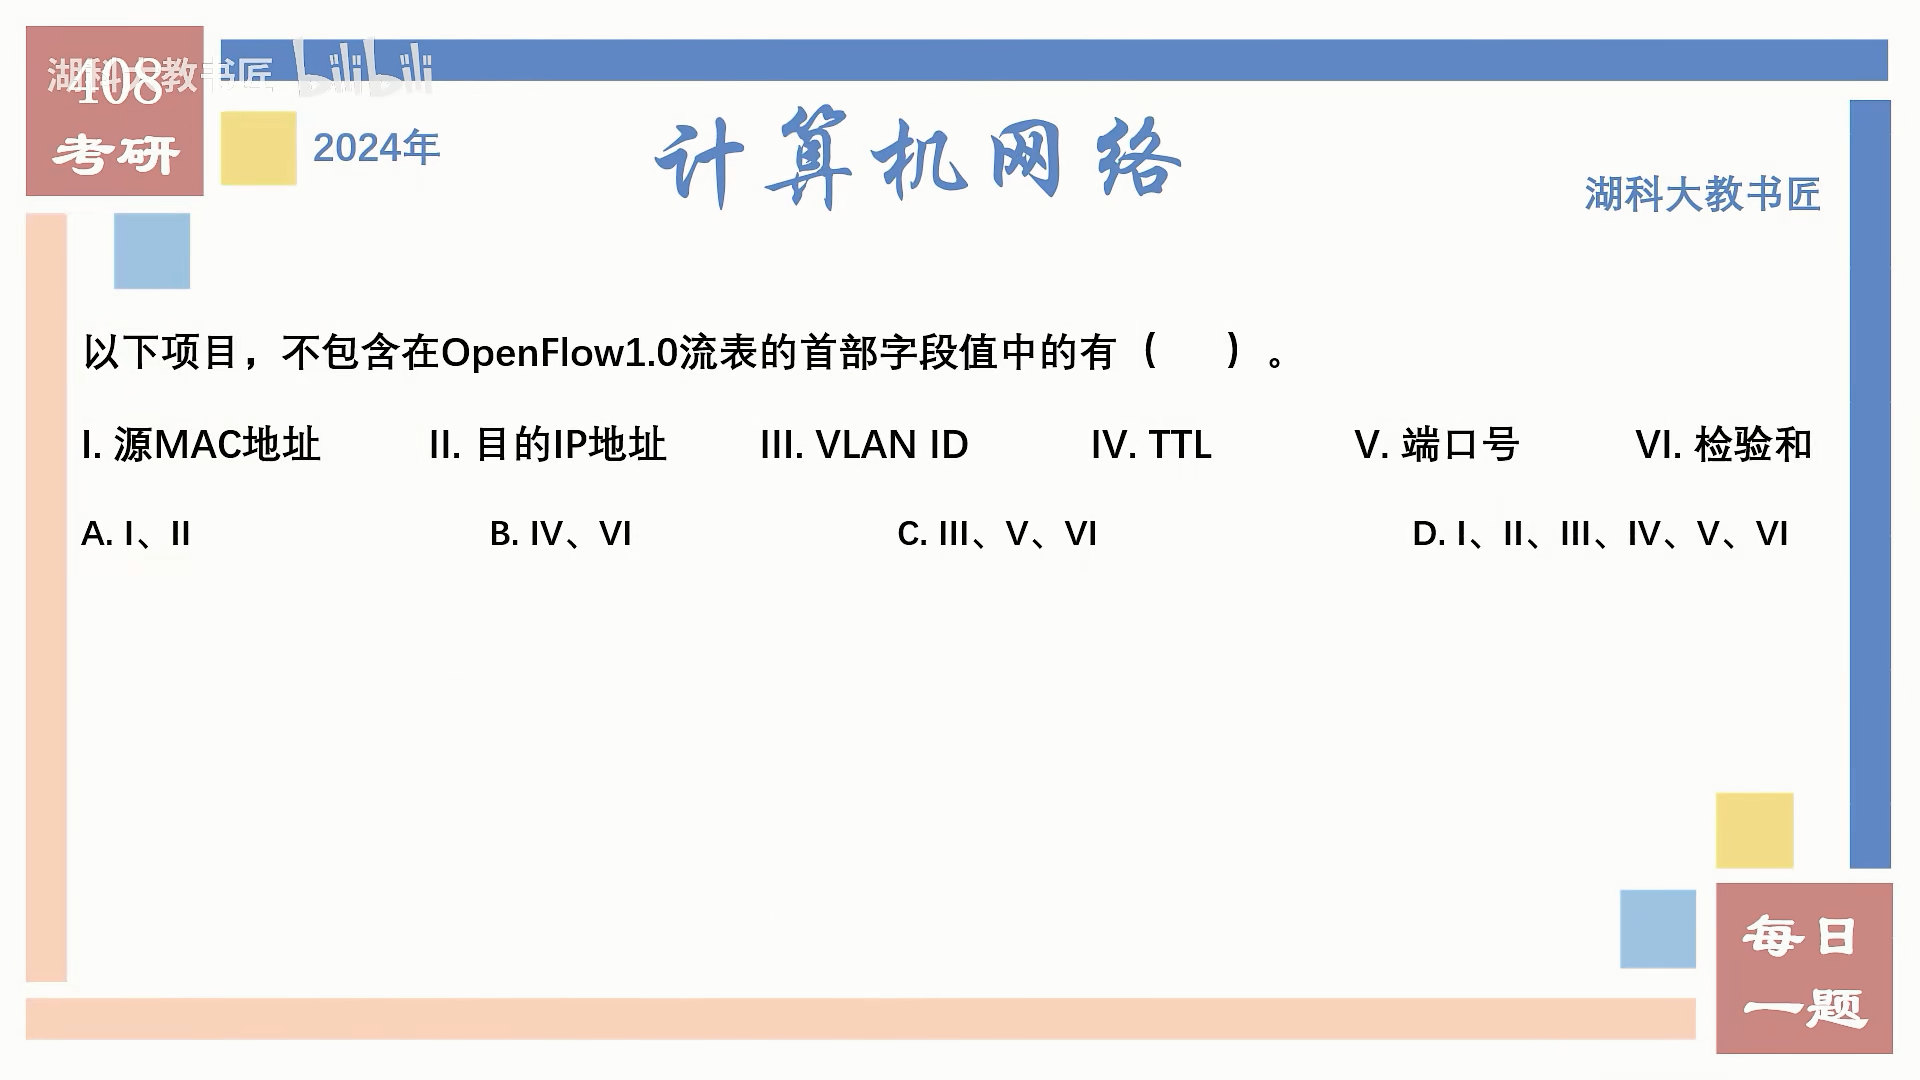 湖科大教书匠 bilibili
408
考研
2024年
计算机网络
湖科大教书匠
以下项目，不包含在OpenFlow1.0流表的首部字段值中的有（ ）。
I. 源MAC地址 II. 目的IP地址 III. VLAN ID IV. TTL V. 端口号 VI. 检验和
A. I、II B. IV、VI C. III、V、VI D. I、II、III、IV、V、VI
每日
一题